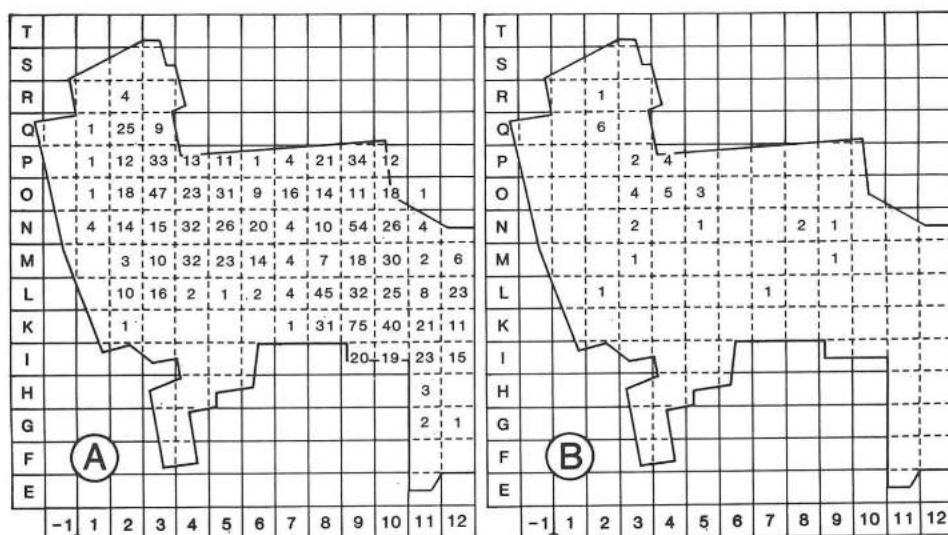 T T
S S
R 4 R 1
Q 1 25 9 Q 6
P 1 12 33 13 11 1 4 21 34 12 P 2 4
O 1 18 47 23 31 9 16 14 11 18 1 O 4 5 3
N 4 14 15 32 26 20 4 10 54 26 4 N 2 1 2 1
M 3 10 32 23 14 4 7 18 30 2 6 M 1 1
L 10 16 2 1 2 4 45 32 25 8 23 L 1 1
K 1 1 31 75 40 21 11 K
I 20 19 23 15 I
H 3 H
G 2 1 G
F A F B
E E
-1 1 2 3 4 5 6 7 8 9 10 11 12 -1 1 2 3 4 5 6 7 8 9 10 11 12